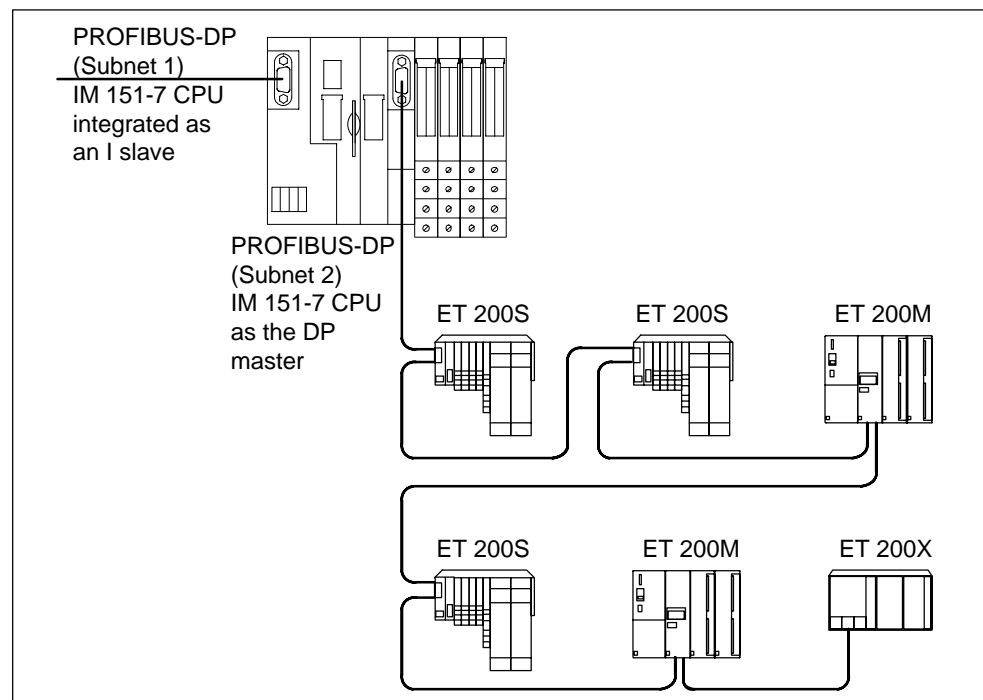 PROFIBUS-DP
(Subnet 1)
IM 151-7 CPU
integrated as
an I slave
PROFIBUS-DP
(Subnet 2)
IM 151-7 CPU
as the DP
master
ET 200S
ET 200S
ET 200M
ET 200S
ET 200M
ET 200X